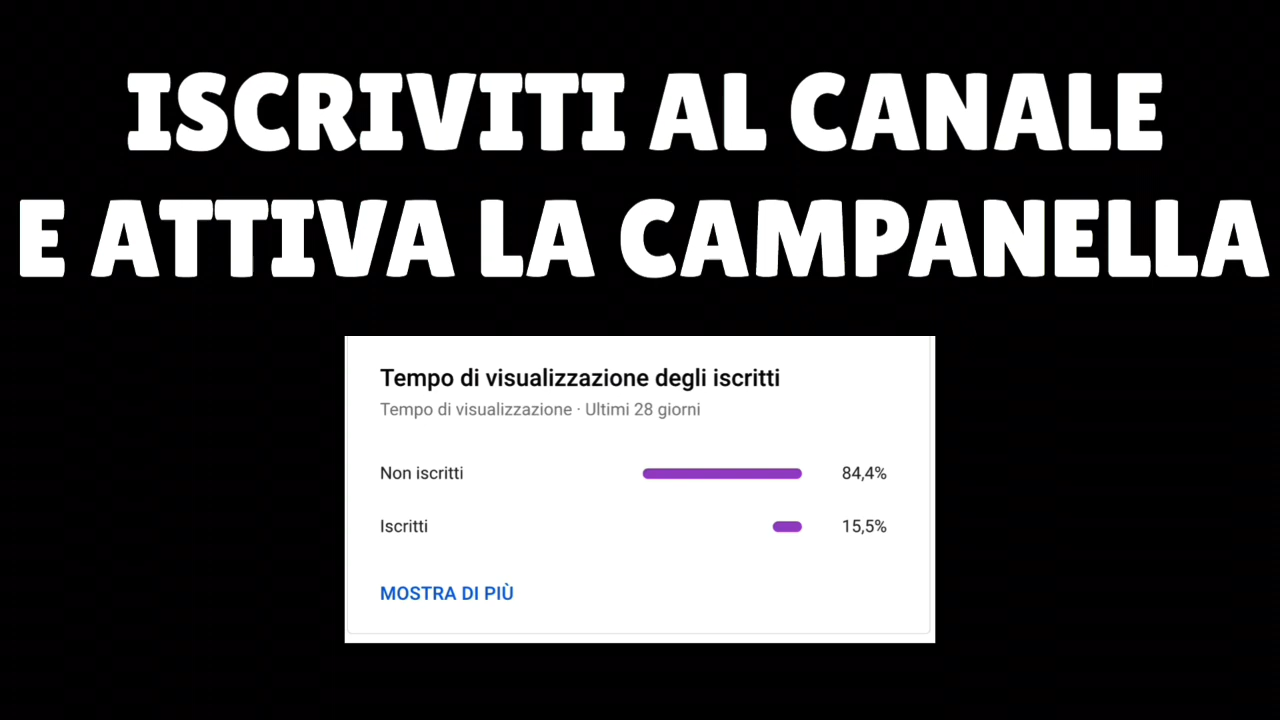 ISCRIVITI AL CANALE
E ATTIVA LA CAMPANELLA
Tempo di visualizzazione degli iscritti
Tempo di visualizzazione · Ultimi 28 giorni
Non iscritti 84,4%
Iscritti 15,5%
MOSTRA DI PIÙ